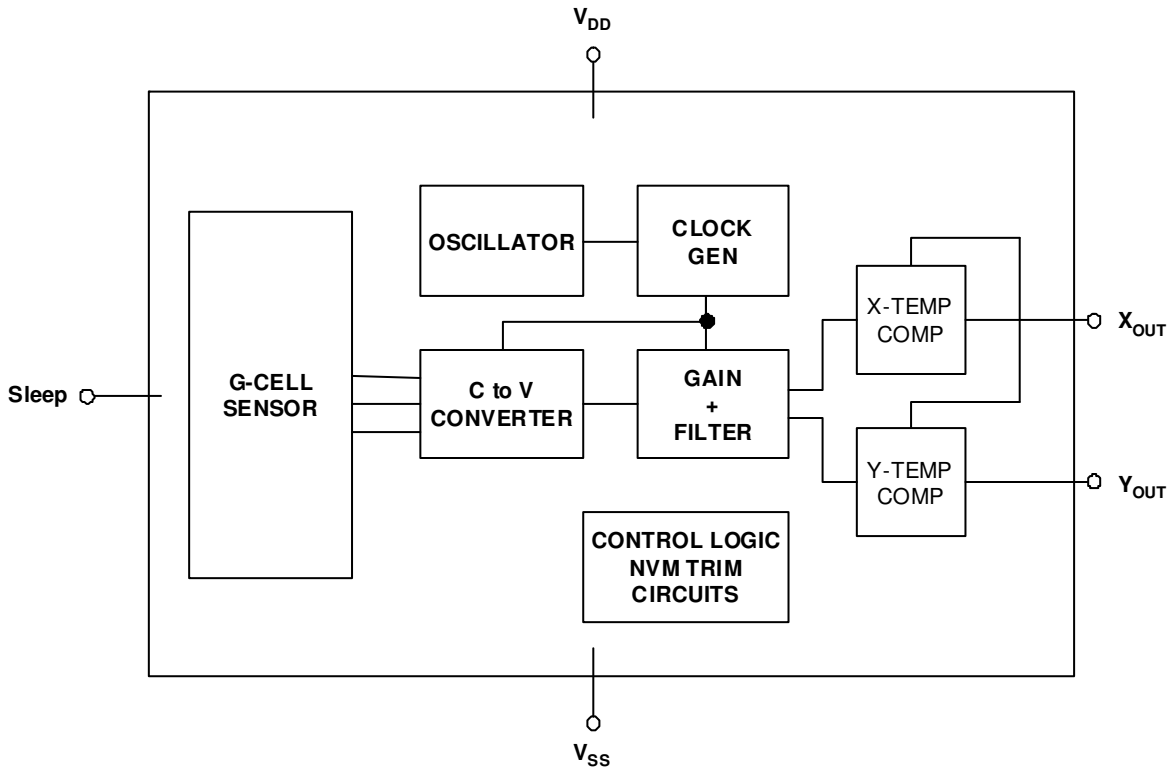 VDD
OSCILLATOR
CLOCK
GEN
X-TEMP
COMP
XOUT
Sleep
G-CELL
SENSOR
C to V
CONVERTER
GAIN
+
FILTER
Y-TEMP
COMP
YOUT
CONTROL LOGIC
NVM TRIM
CIRCUITS
VSS